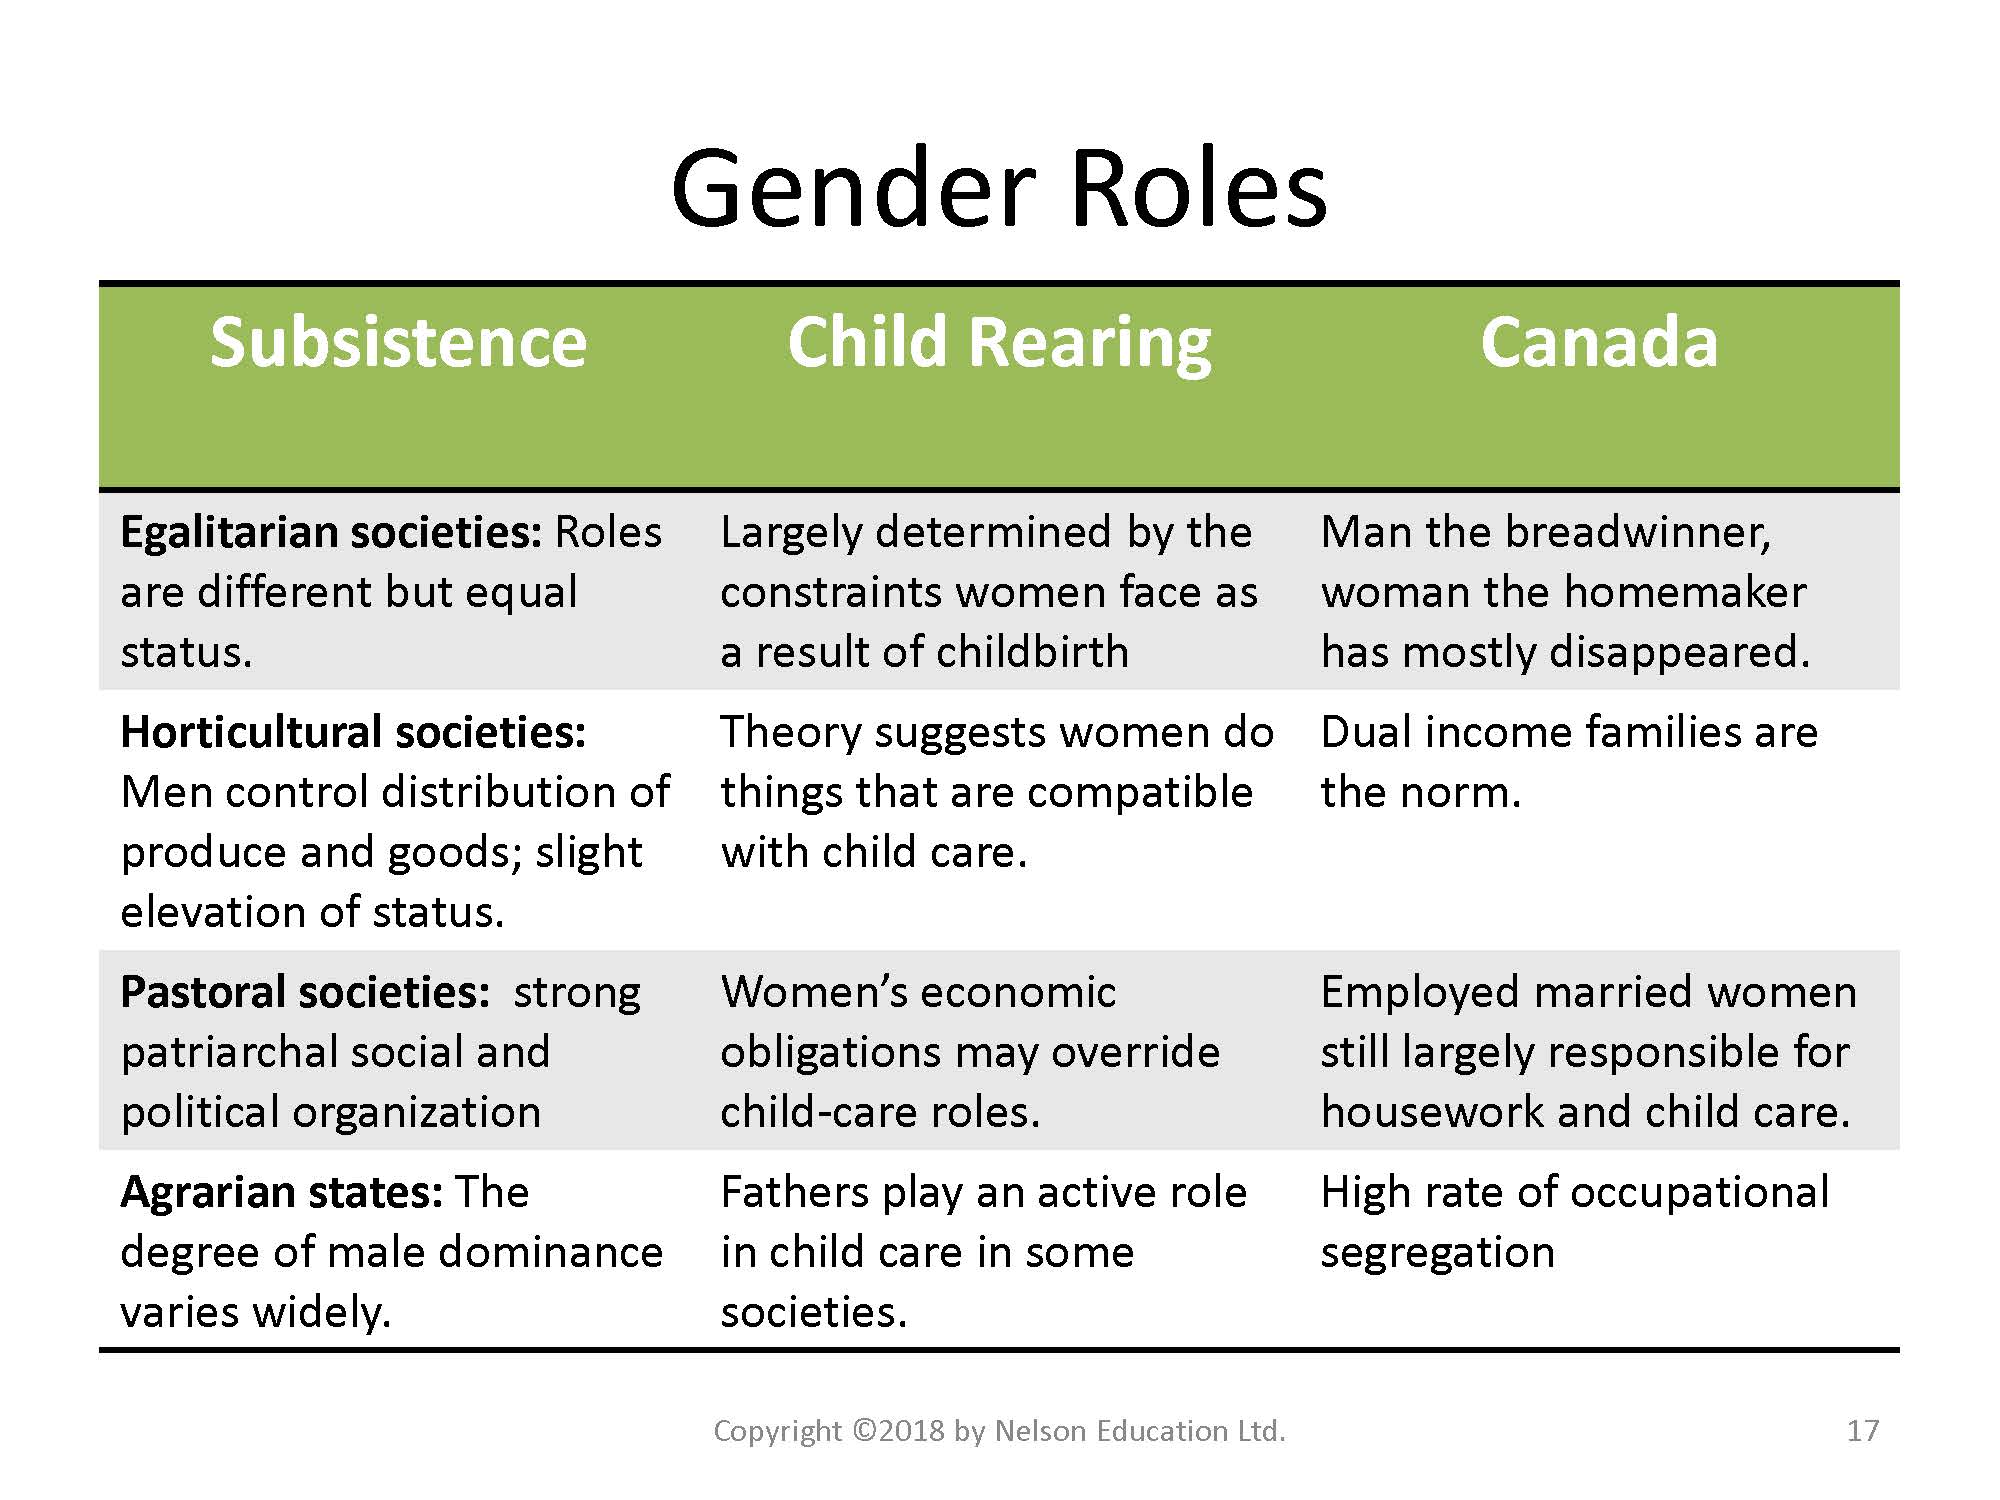 Gender Roles
Subsistence
Child Rearing
Canada
Egalitarian societies: Roles
are different but equal
status.
Largely determined by the
constraints women face as
a result of childbirth
Man the breadwinner,
woman the homemaker
has mostly disappeared.
Horticultural societies:
Men control distribution of
produce and goods; slight
elevation of status.
Theory suggests women do
things that are compatible
with child care.
Dual income families are
the norm.
Pastoral societies:  strong
patriarchal social and
political organization
Women’s economic
obligations may override
child-care roles.
Employed married women
still largely responsible for
housework and child care.
Agrarian states: The
degree of male dominance
varies widely.
Fathers play an active role
in child care in some
societies.
High rate of occupational
segregation
Copyright ©2018 by Nelson Education Ltd.
17